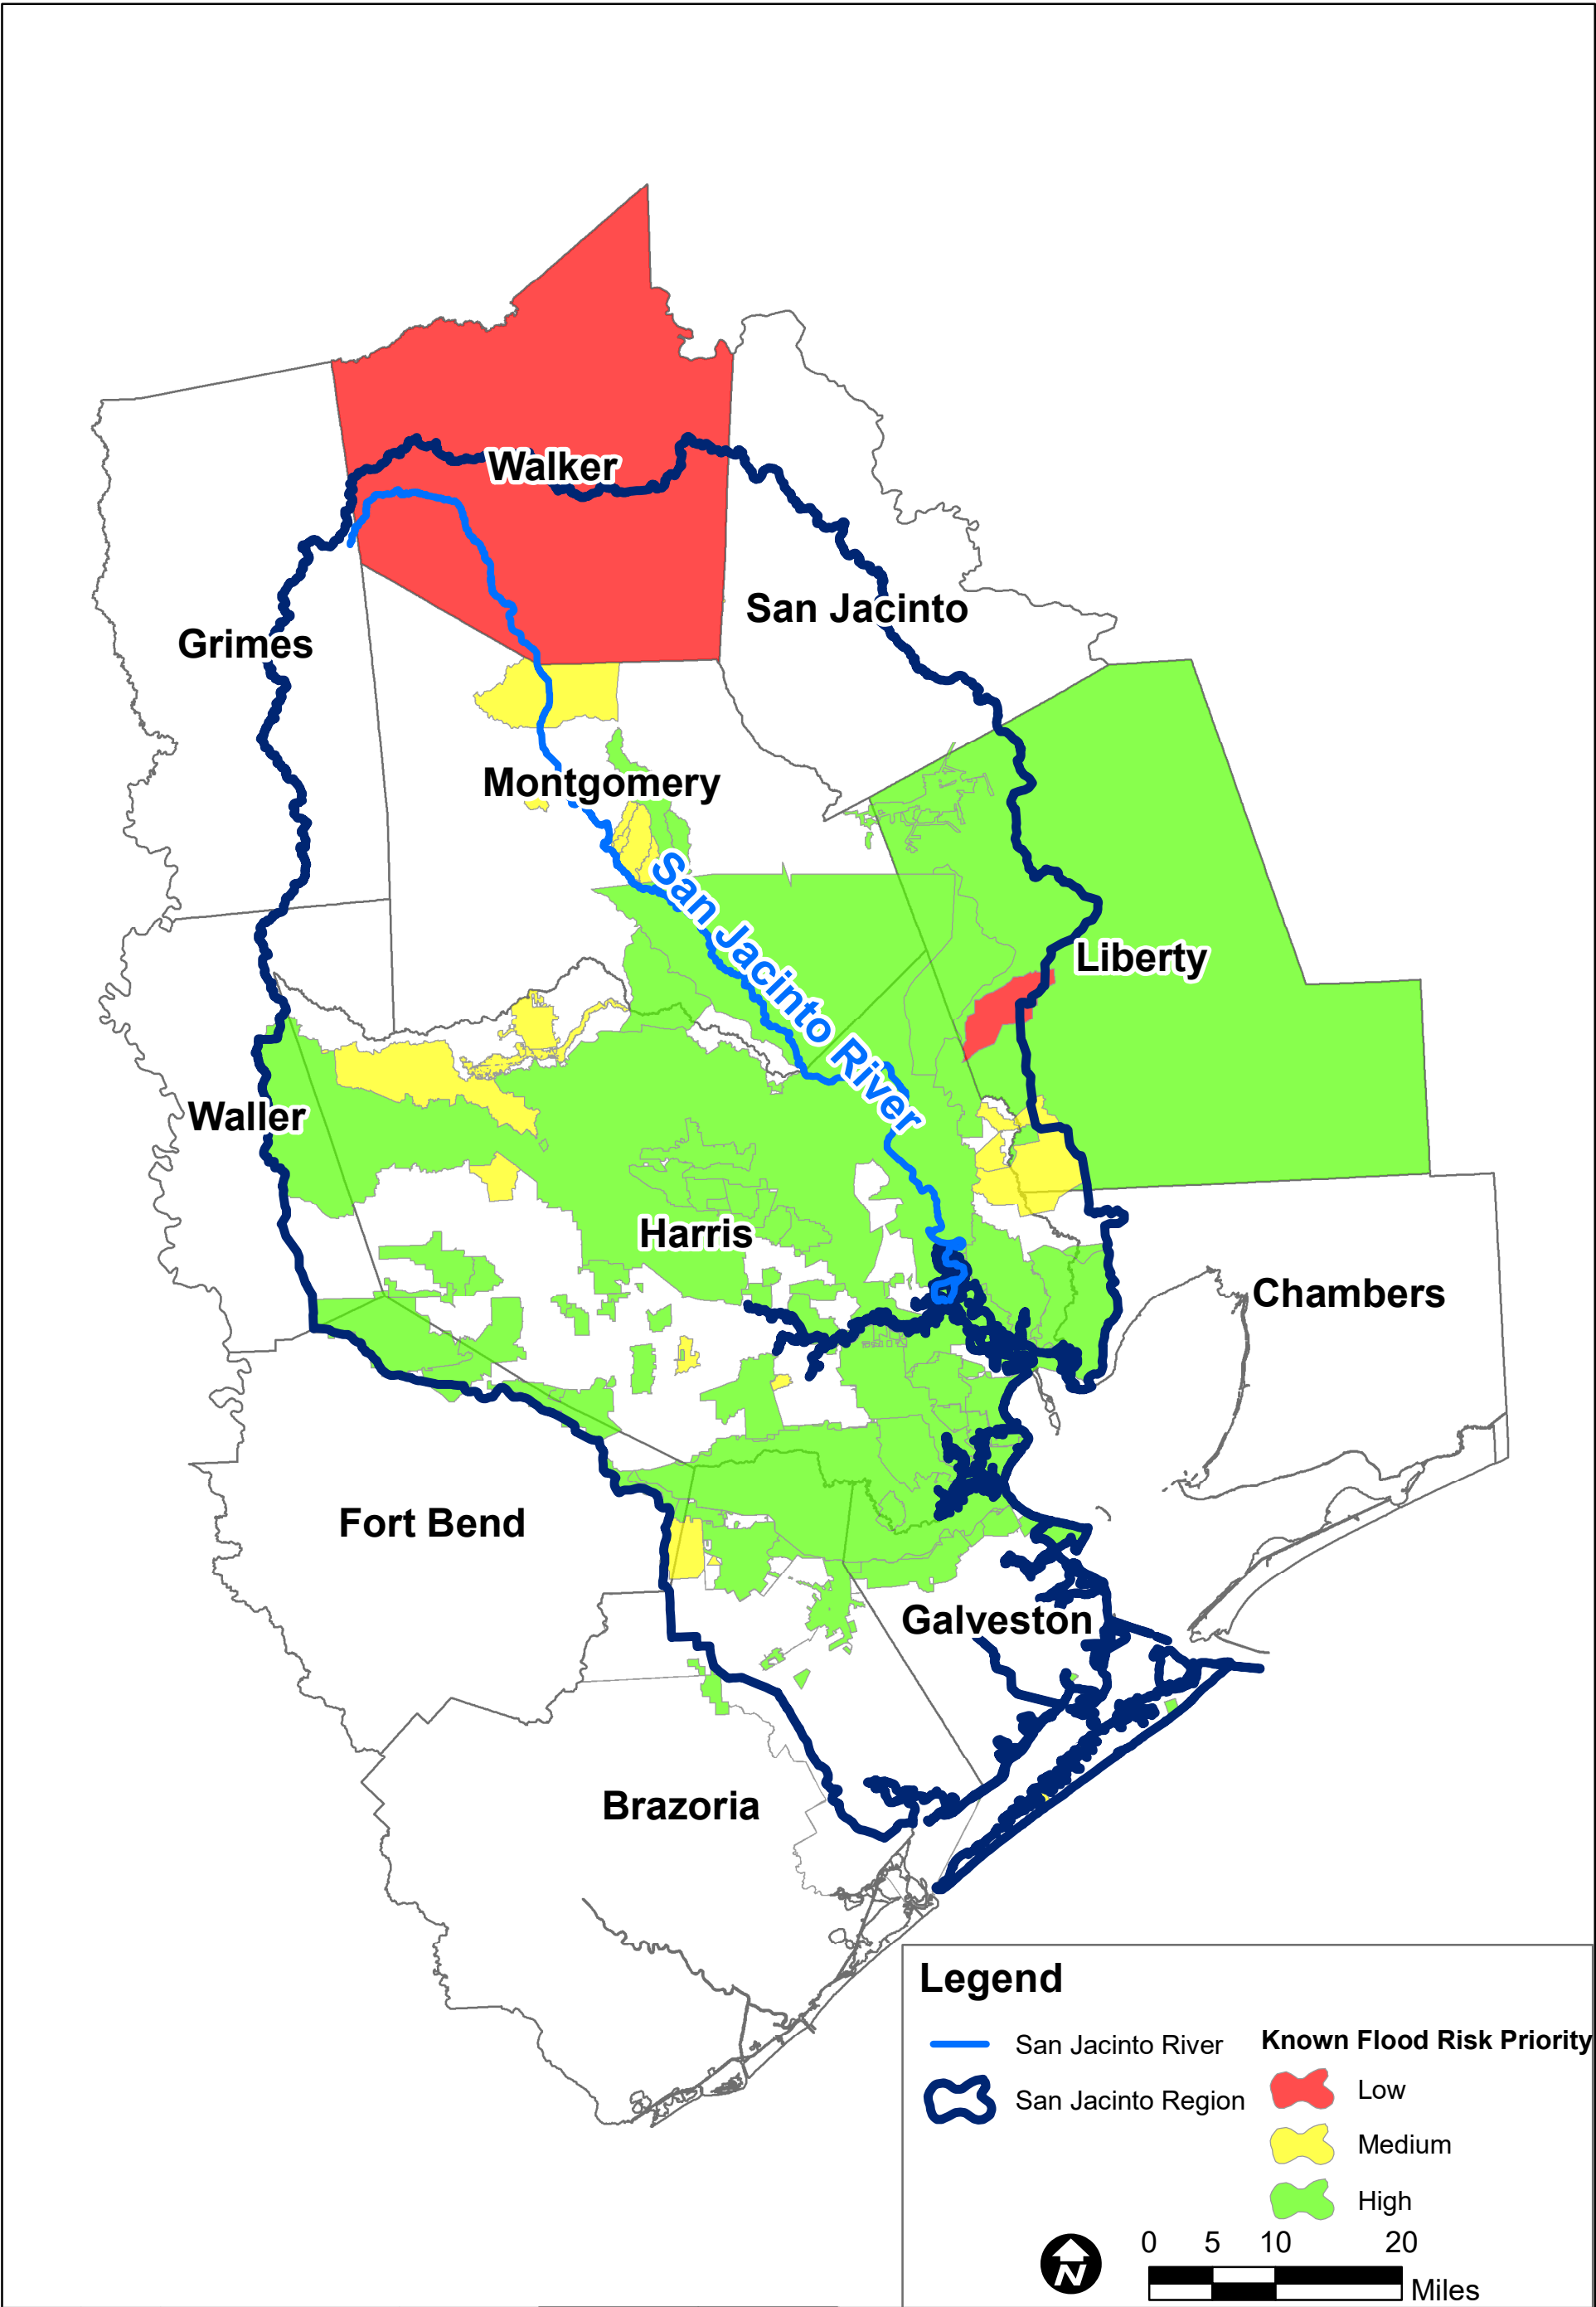 Walker
San Jacinto
Grimes
Montgomery
San Jacinto River
Liberty
Waller
Harris
Chambers
Fort Bend
Galveston
Brazoria
Legend
San Jacinto River
San Jacinto Region
Known Flood Risk Priority
Low
Medium
High
N
0 5 10 20
Miles